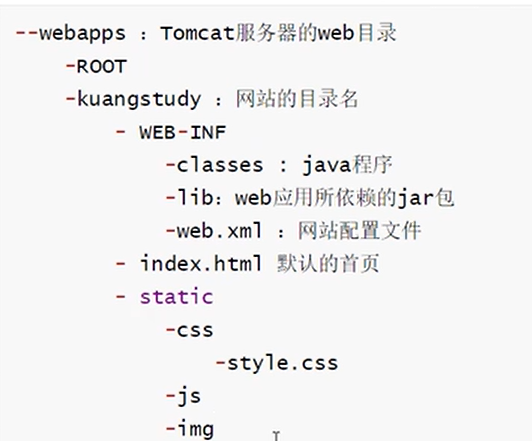 --webapps ：Tomcat服务器的web目录
-ROOT
-kuangstudy ：网站的目录名
- WEB-INF
-classes : java程序
-lib：web应用所依赖的jar包
-web.xml ：网站配置文件
- index.html 默认的首页
- static
-css
-style.css
-js
-img